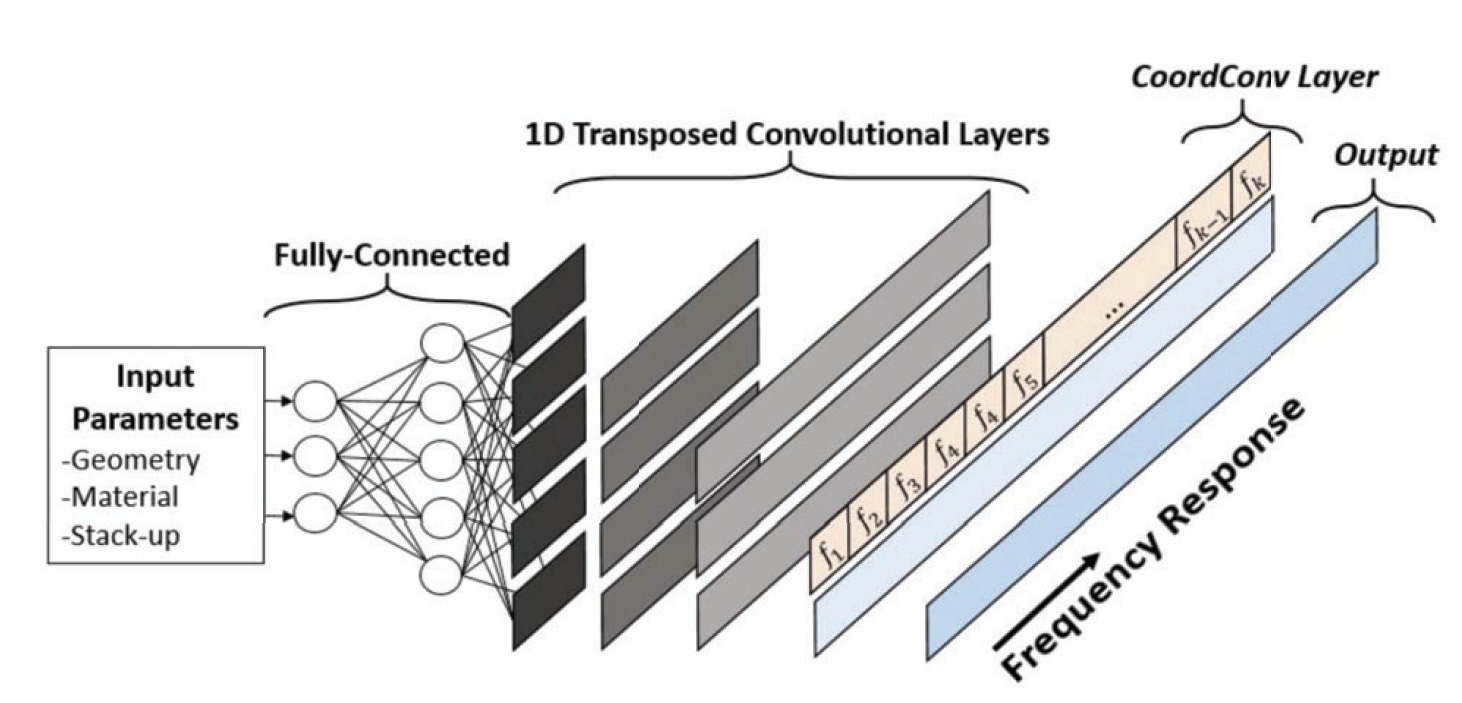 CoordConv Layer
1D Transposed Convolutional Layers
Output
Fully-Connected
Input
Parameters
-Geometry
-Material
-Stack-up
f1 f2 f3 f4 f4 f5 ... fk−1 fk
Frequency Response